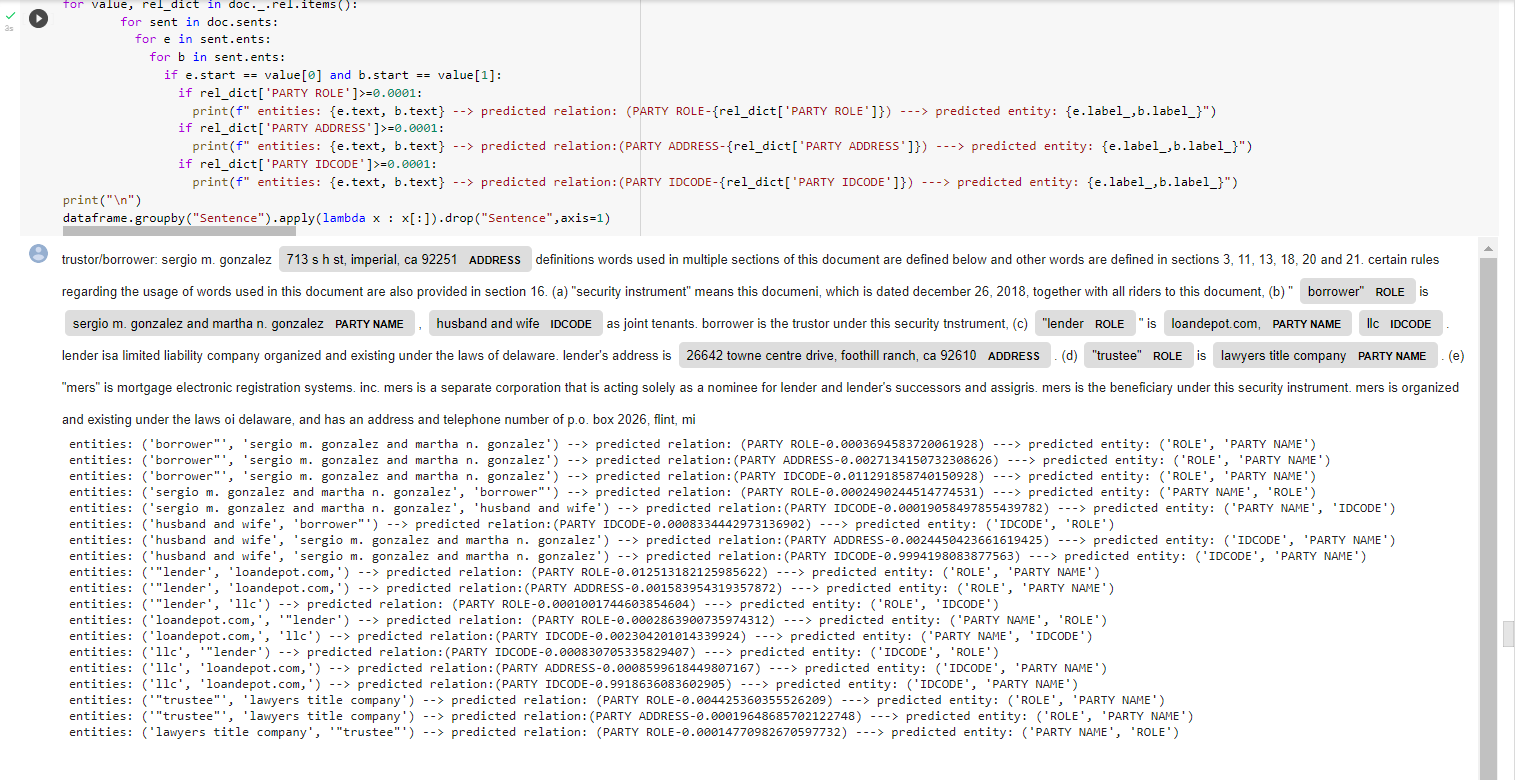 for value, rel_dict in doc._.rel.items():
for sent in doc.sents:
for e in sent.ents:
for b in sent.ents:
if e.start == value[0] and b.start == value[1]:
if rel_dict['PARTY ROLE']>=0.0001:
print(f" entities: {e.text, b.text} --> predicted relation: (PARTY ROLE-{rel_dict['PARTY ROLE']}) ---> predicted entity: {e.label_,b.label_}")
if rel_dict['PARTY ADDRESS']>=0.0001:
print(f" entities: {e.text, b.text} --> predicted relation:(PARTY ADDRESS-{rel_dict['PARTY ADDRESS']}) ---> predicted entity: {e.label_,b.label_}")
if rel_dict['PARTY IDCODE']>=0.0001:
print(f" entities: {e.text, b.text} --> predicted relation:(PARTY IDCODE-{rel_dict['PARTY IDCODE']}) ---> predicted entity: {e.label_,b.label_}")
print("\n")
dataframe.groupby("Sentence").apply(lambda x : x[:]).drop("Sentence",axis=1)
3s
trustor/borrower: sergio m. gonzalez 713 s h st, imperial, ca 92251 ADDRESS definitions words used in multiple sections of this document are defined below and other words are defined in sections 3, 11, 13, 18, 20 and 21. certain rules
regarding the usage of words used in this document are also provided in section 16. (a) "security instrument" means this documeni, which is dated december 26, 2018, together with all riders to this document, (b) " borrower" ROLE is
sergio m. gonzalez and martha n. gonzalez PARTY NAME , husband and wife IDCODE as joint tenants. borrower is the trustor under this security tnstrument, (c) "lender ROLE " is loandepot.com, PARTY NAME llc IDCODE .
lender isa limited liability company organized and existing under the laws of delaware. lender's address is 26642 towne centre drive, foothill ranch, ca 92610 ADDRESS . (d) "trustee" ROLE is lawyers title company PARTY NAME . (e)
"mers" is mortgage electronic registration systems. inc. mers is a separate corporation that is acting solely as a nominee for lender and lender's successors and assigris. mers is the beneficiary under this security instrument. mers is organized
and existing under the laws oi delaware, and has an address and telephone number of p.o. box 2026, flint, mi
entities: ('borrower"', 'sergio m. gonzalez and martha n. gonzalez') --> predicted relation: (PARTY ROLE-0.0003694583720061928) ---> predicted entity: ('ROLE', 'PARTY NAME')
entities: ('borrower"', 'sergio m. gonzalez and martha n. gonzalez') --> predicted relation:(PARTY ADDRESS-0.0027134150732308626) ---> predicted entity: ('ROLE', 'PARTY NAME')
entities: ('borrower"', 'sergio m. gonzalez and martha n. gonzalez') --> predicted relation:(PARTY IDCODE-0.011291858740150928) ---> predicted entity: ('ROLE', 'PARTY NAME')
entities: ('sergio m. gonzalez and martha n. gonzalez', 'borrower"') --> predicted relation: (PARTY ROLE-0.0002490244514774531) ---> predicted entity: ('PARTY NAME', 'ROLE')
entities: ('sergio m. gonzalez and martha n. gonzalez', 'husband and wife') --> predicted relation:(PARTY IDCODE-0.00019058497855439782) ---> predicted entity: ('PARTY NAME', 'IDCODE')
entities: ('husband and wife', 'borrower"') --> predicted relation:(PARTY IDCODE-0.0008334442973136902) ---> predicted entity: ('IDCODE', 'ROLE')
entities: ('husband and wife', 'sergio m. gonzalez and martha n. gonzalez') --> predicted relation:(PARTY ADDRESS-0.0024450423661619425) ---> predicted entity: ('IDCODE', 'PARTY NAME')
entities: ('husband and wife', 'sergio m. gonzalez and martha n. gonzalez') --> predicted relation:(PARTY IDCODE-0.9994198083877563) ---> predicted entity: ('IDCODE', 'PARTY NAME')
entities: ('"lender', 'loandepot.com,') --> predicted relation: (PARTY ROLE-0.012513182125985622) ---> predicted entity: ('ROLE', 'PARTY NAME')
entities: ('"lender', 'loandepot.com,') --> predicted relation:(PARTY ADDRESS-0.001583954319357872) ---> predicted entity: ('ROLE', 'PARTY NAME')
entities: ('"lender', 'llc') --> predicted relation: (PARTY ROLE-0.0001001744603854604) ---> predicted entity: ('ROLE', 'IDCODE')
entities: ('loandepot.com,', '"lender') --> predicted relation: (PARTY ROLE-0.0002863900735974312) ---> predicted entity: ('PARTY NAME', 'ROLE')
entities: ('loandepot.com,', 'llc') --> predicted relation:(PARTY IDCODE-0.002304201014339924) ---> predicted entity: ('PARTY NAME', 'IDCODE')
entities: ('llc', '"lender') --> predicted relation:(PARTY IDCODE-0.000830705335829407) ---> predicted entity: ('IDCODE', 'ROLE')
entities: ('llc', 'loandepot.com,') --> predicted relation:(PARTY ADDRESS-0.0008599618449807167) ---> predicted entity: ('IDCODE', 'PARTY NAME')
entities: ('llc', 'loandepot.com,') --> predicted relation:(PARTY IDCODE-0.9918636083602905) ---> predicted entity: ('IDCODE', 'PARTY NAME')
entities: ('"trustee"', 'lawyers title company') --> predicted relation: (PARTY ROLE-0.004425360355526209) ---> predicted entity: ('ROLE', 'PARTY NAME')
entities: ('"trustee"', 'lawyers title company') --> predicted relation:(PARTY ADDRESS-0.00019648685702122748) ---> predicted entity: ('ROLE', 'PARTY NAME')
entities: ('lawyers title company', '"trustee"') --> predicted relation: (PARTY ROLE-0.00014770982670597732) ---> predicted entity: ('PARTY NAME', 'ROLE')